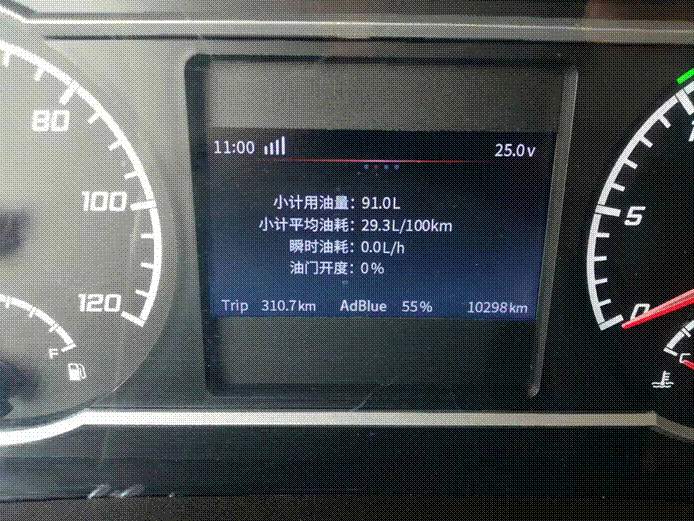 11:00 25.0v
小计用油量: 91.0L
小计平均油耗: 29.3L/100km
瞬时油耗: 0.0L/h
油门开度: 0%
Trip 310.7km AdBlue 55% 10298km
80
100
120
F
5
0
C